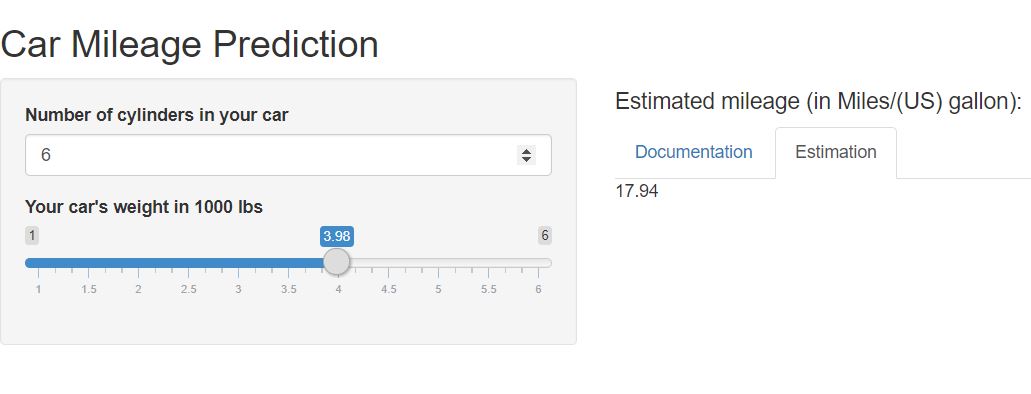 Car Mileage Prediction
Number of cylinders in your car
6
Your car's weight in 1000 lbs
1 3.98 6
1 1.5 2 2.5 3 3.5 4 4.5 5 5.5 6
Estimated mileage (in Miles/(US) gallon):
Documentation Estimation
17.94